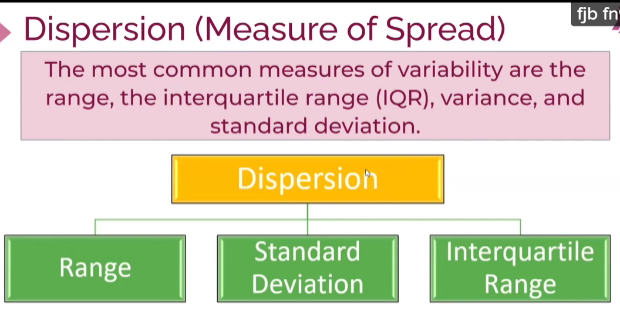 fjb fn
Dispersion (Measure of Spread)
The most common measures of variability are the
range, the interquartile range (IQR), variance, and
standard deviation.
Dispersion
Range
Standard
Deviation
Interquartile
Range